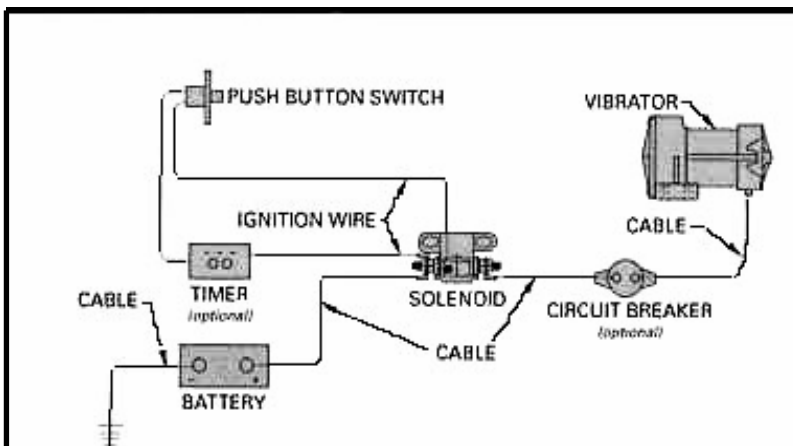 PUSH BUTTON SWITCH
VIBRATOR
IGNITION WIRE
CABLE
TIMER
(optional)
SOLENOID
CIRCUIT BREAKER
(optional)
CABLE
CABLE
BATTERY
- +